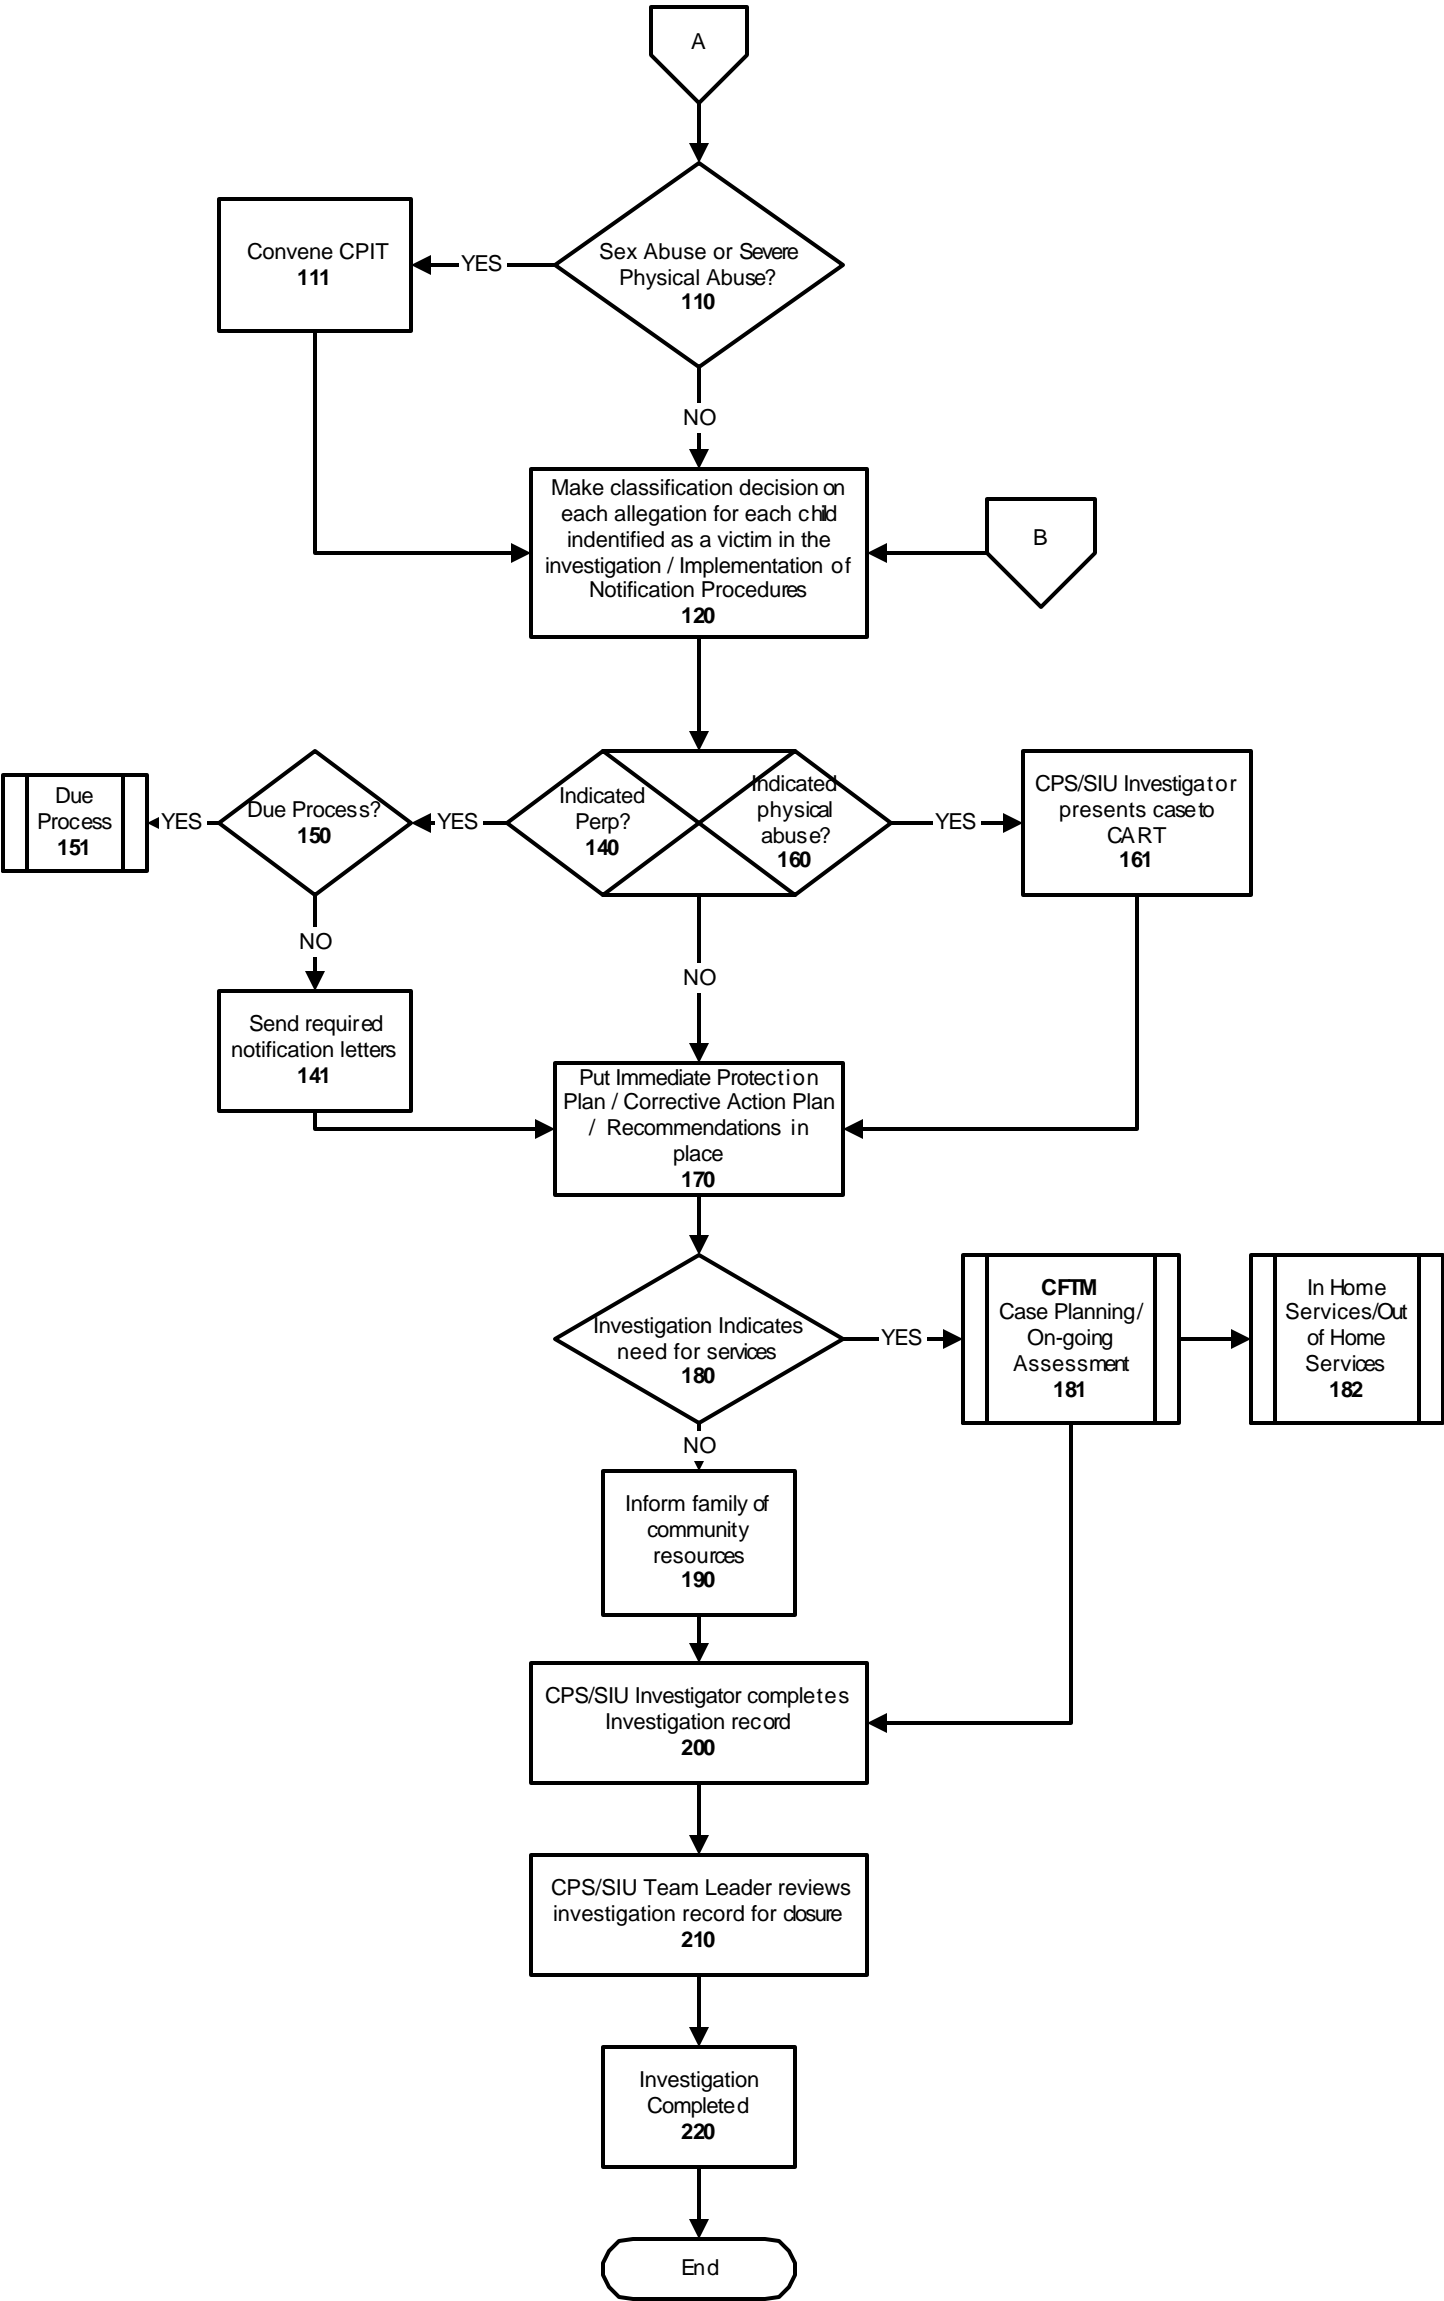 A
Convene CPIT
111
YES
Sex Abuse or Severe
Physical Abuse?
110
NO
Make classification decision on
each allegation for each child
indentified as a victim in the
investigation / Implementation of
Notification Procedures
120
B
Due
Process
151
YES
Due Process?
150
YES
Indicated
Perp?
140
Indicated
physical
abuse?
160
YES
CPS/SIU Investigator
presents case to
CART
161
NO
NO
Send required
notification letters
141
Put Immediate Protection
Plan / Corrective Action Plan
/ Recommendations in
place
170
Investigation Indicates
need for services
180
YES
CFTM
Case Planning/
On-going
Assessment
181
In Home
Services/Out
of Home
Services
182
NO
Inform family of
community
resources
190
CPS/SIU Investigator completes
Investigation record
200
CPS/SIU Team Leader reviews
investigation record for closure
210
Investigation
Completed
220
End